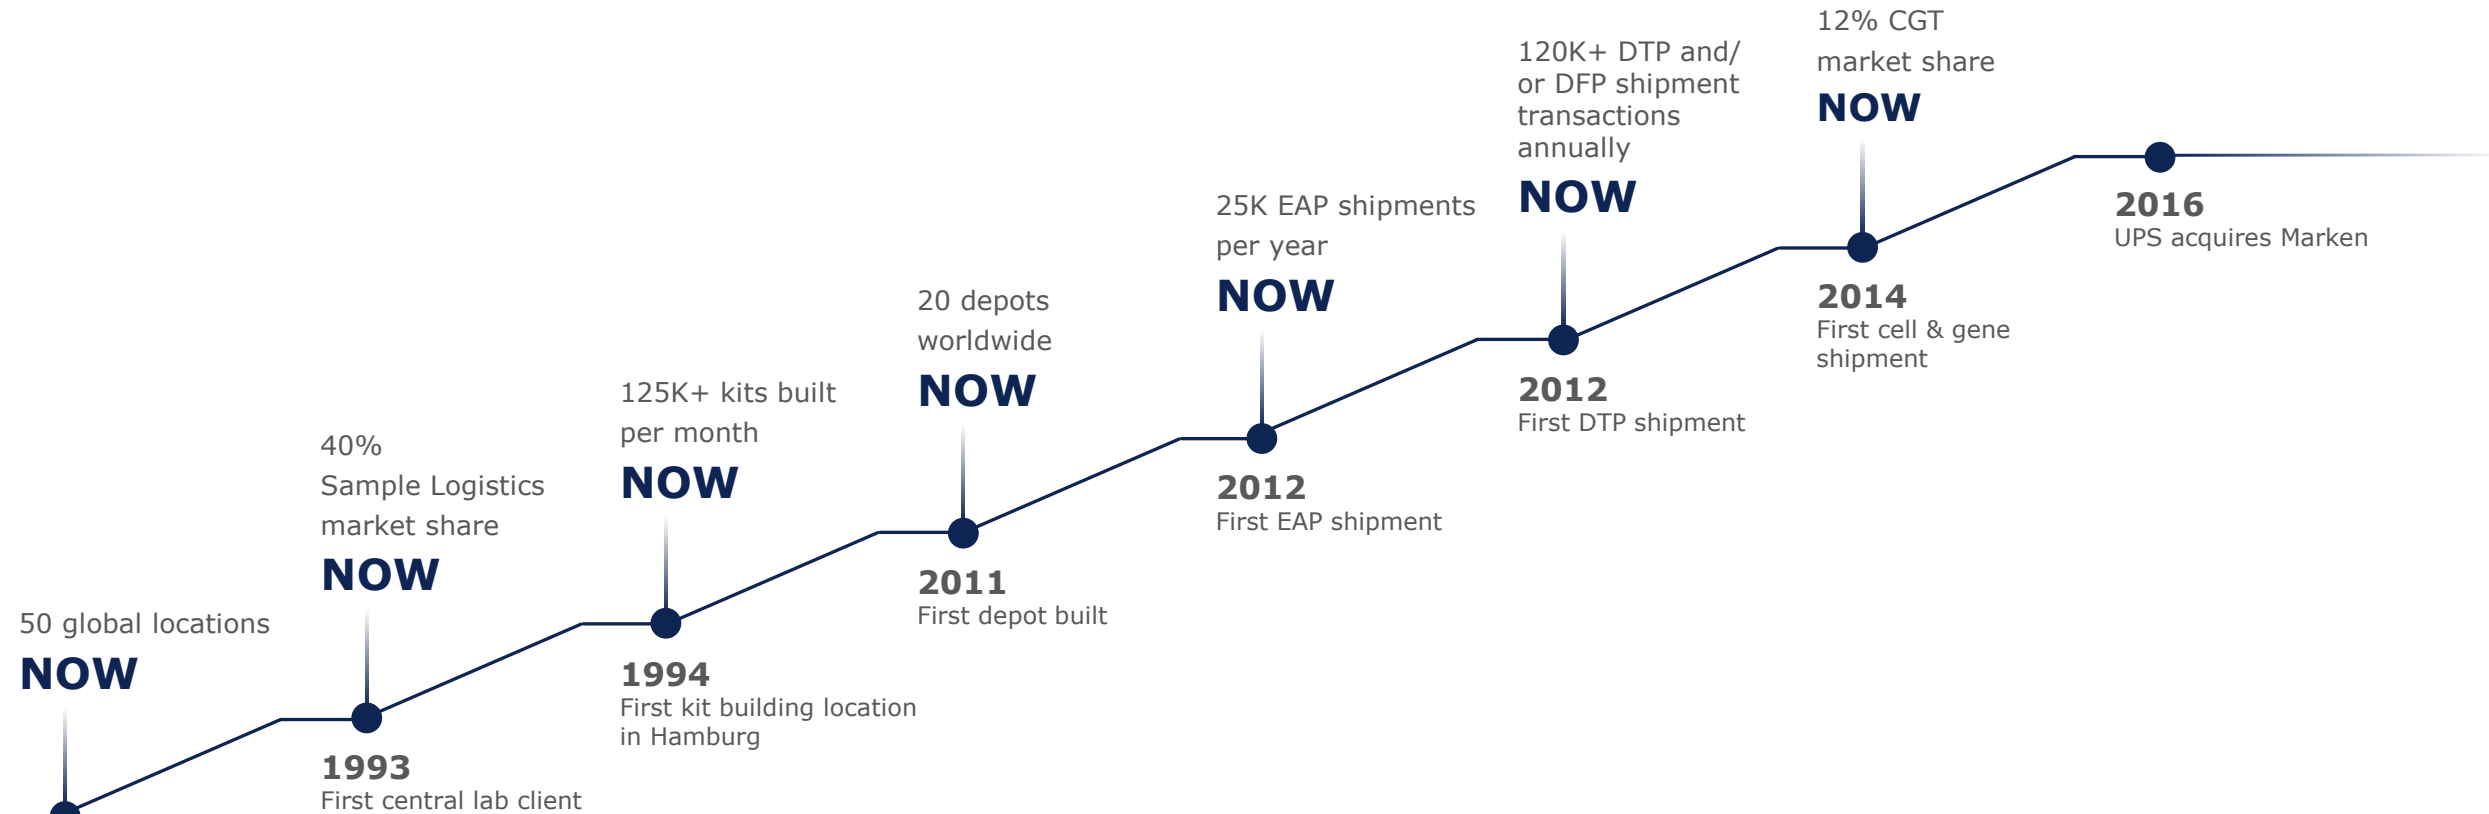 50 global locations
NOW
40%
Sample Logistics
market share
NOW
1993
First central lab client
125K+ kits built
per month
NOW
1994
First kit building location
in Hamburg
20 depots
worldwide
NOW
2011
First depot built
25K EAP shipments
per year
NOW
2012
First EAP shipment
120K+ DTP and/
or DFP shipment
transactions
annually
NOW
2012
First DTP shipment
12% CGT
market share
NOW
2014
First cell & gene
shipment
2016
UPS acquires Marken